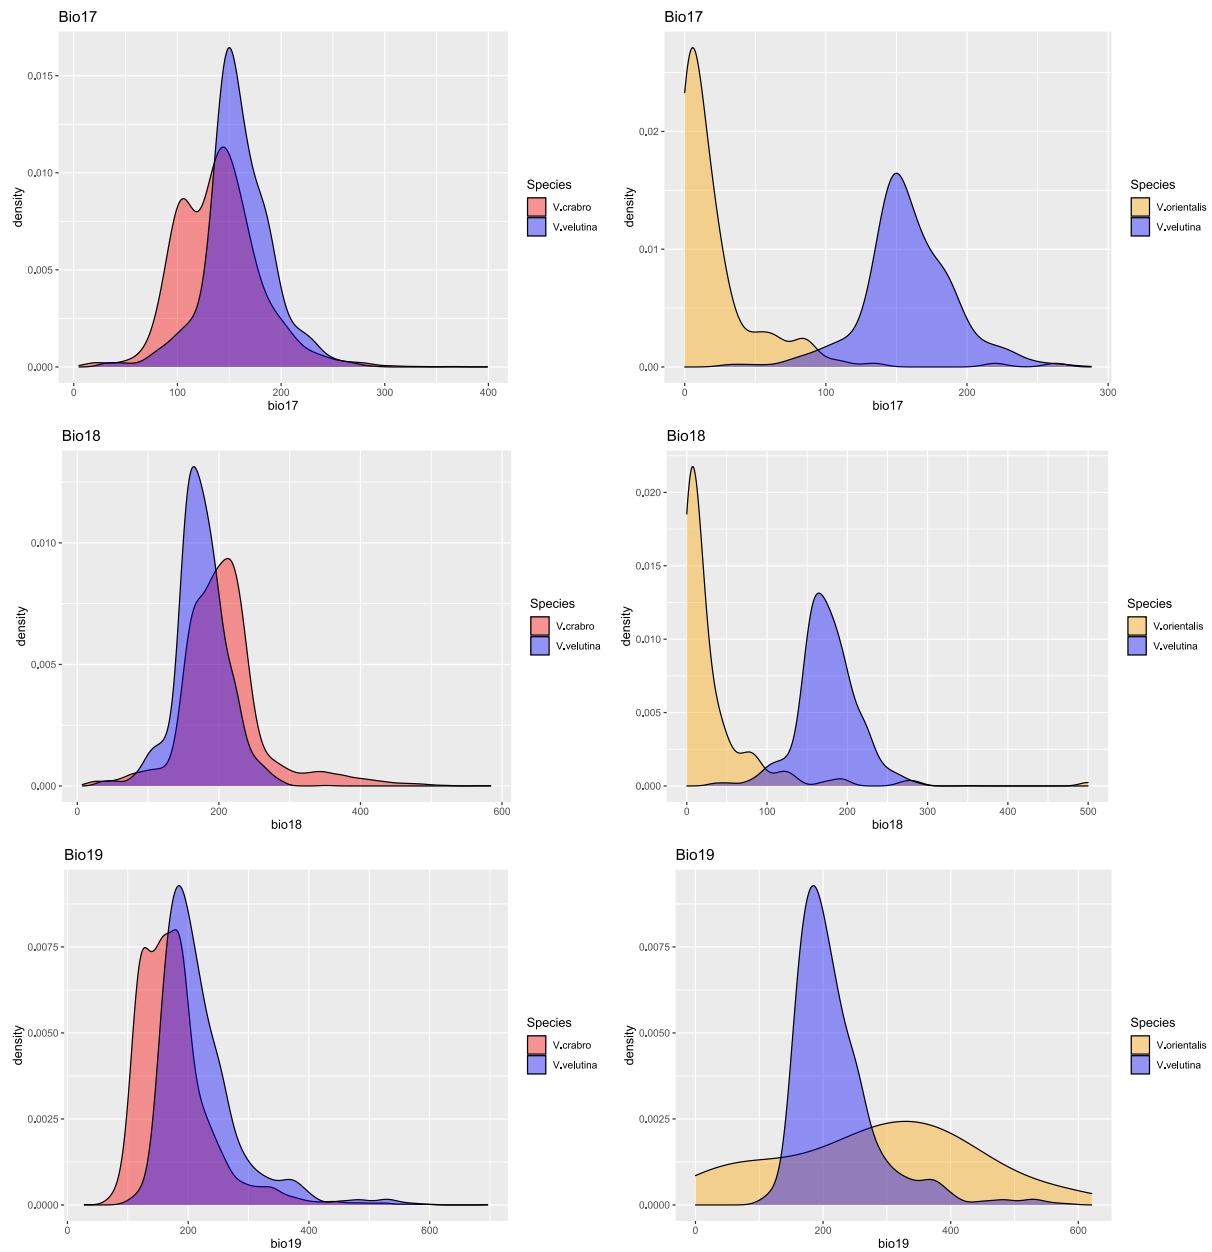 Bio17
0.015
0.010
0.005
0.000
density
0
100
200
300
400
bio17
Species
V.crabro
V.velutina
Bio17
0.02
0.01
0.00
density
0
100
200
300
bio17
Species
V.orientalis
V.velutina
Bio18
0.010
0.005
0.000
density
0
200
400
600
bio18
Species
V.crabro
V.velutina
Bio18
0.020
0.015
0.010
0.005
0.000
density
0
100
200
300
400
500
bio18
Species
V.orientalis
V.velutina
Bio19
0.0075
0.0050
0.0025
0.0000
density
0
200
400
600
bio19
Species
V.crabro
V.velutina
Bio19
0.0075
0.0050
0.0025
0.0000
density
0
200
400
600
bio19
Species
V.orientalis
V.velutina